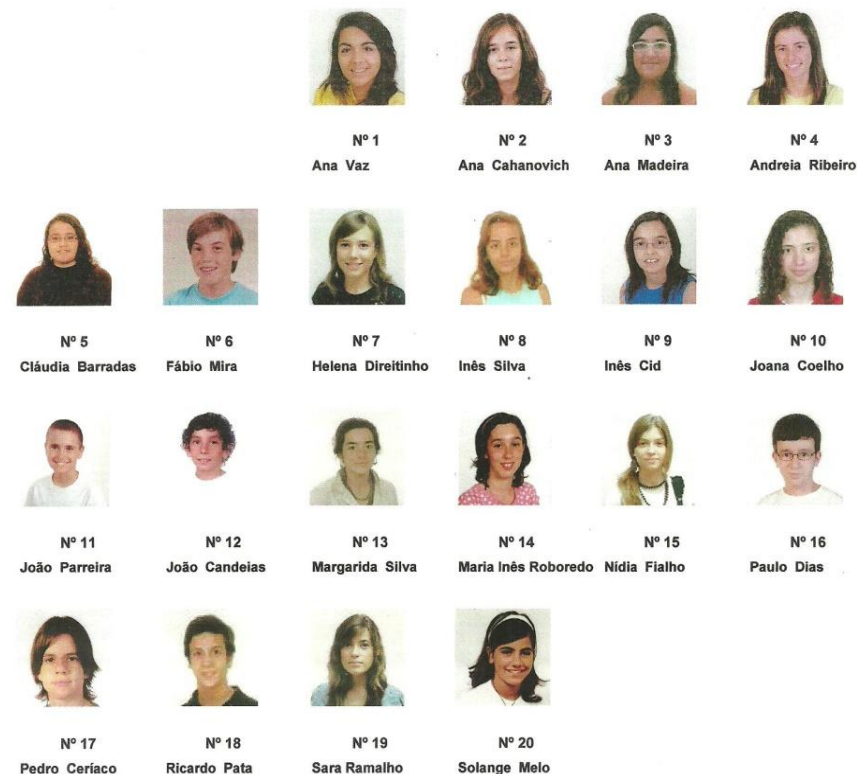 Nº 1 Nº 2 Nº 3 Nº 4
Ana Vaz Ana Cahanovich Ana Madeira Andreia Ribeiro
Nº 5 Nº 6 Nº 7 Nº 8 Nº 9 Nº 10
Cláudia Barradas Fábio Mira Helena Direitinho Inês Silva Inês Cid Joana Coelho
Nº 11 Nº 12 Nº 13 Nº 14 Nº 15 Nº 16
João Parreira João Candeias Margarida Silva Maria Inês Roboredo Nídia Fialho Paulo Dias
Nº 17 Nº 18 Nº 19 Nº 20
Pedro Ceríaco Ricardo Pata Sara Ramalho Solange Melo